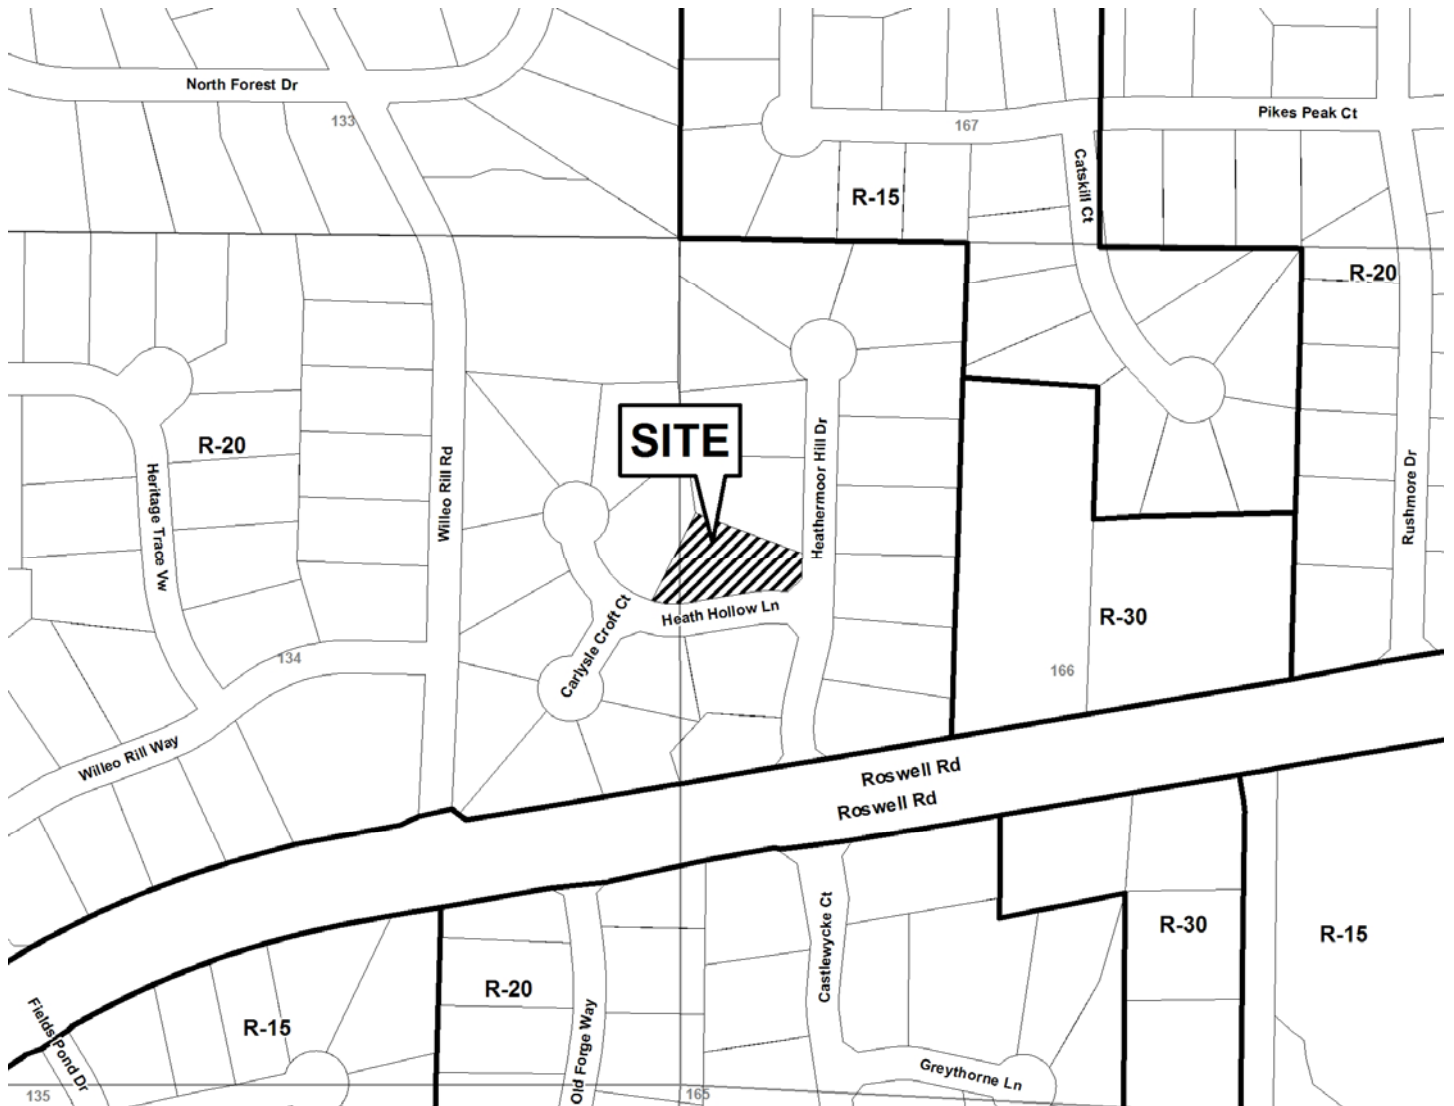 North Forest Dr
133
167
Pikes Peak Ct
Catskill Ct
R-15
R-20
R-20
SITE
Heathermoor Hill Dr
Willeo Rill Rd
Heritage Trace Vw
Rushmore Dr
Heath Hollow Ln
Carlysle Croft Ct
R-30
134
166
Willeo Rill Way
Roswell Rd
Roswell Rd
Castlewycke Ct
R-30
R-15
R-20
R-15
Fields Pond Dr
Old Forge Way
Greythorne Ln
135
165